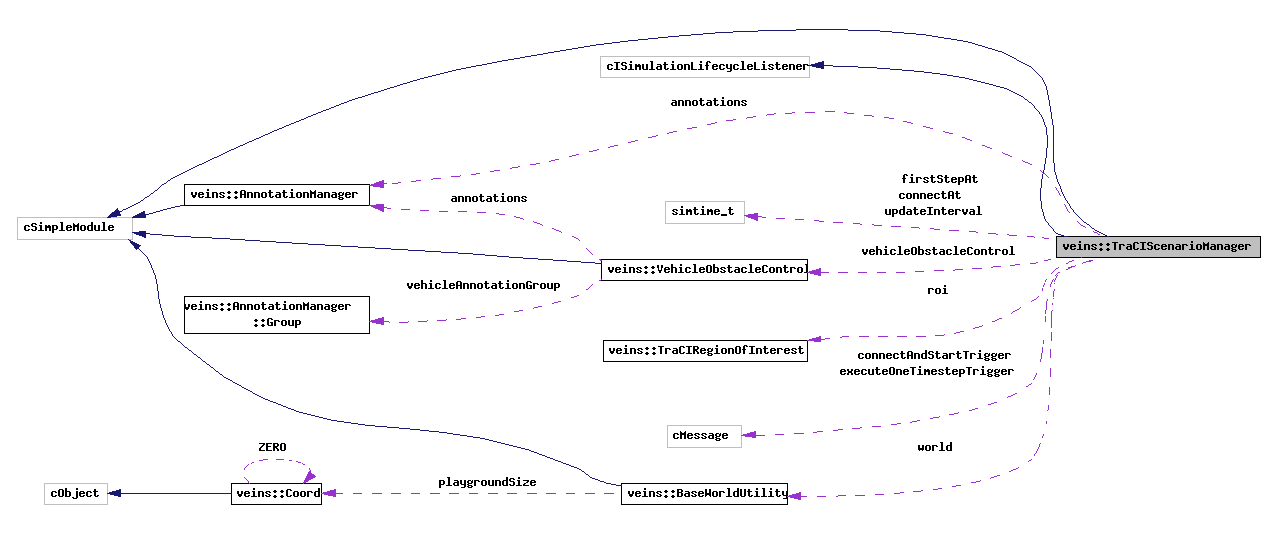 cISimulationLifecycleListener
annotations
firstStepAt
connectAt
updateInterval
veins::AnnotationManager
annotations
simtime_t
cSimpleModule
veins::TraCIScenarioManager
vehicleObstacleControl
veins::VehicleObstacleControl
vehicleAnnotationGroup
roi
veins::AnnotationManager
::Group
veins::TraCIRegionOfInterest
connectAndStartTrigger
executeOneTimestepTrigger
cMessage
ZERO
world
playgroundSize
cObject
veins::Coord
veins::BaseWorldUtility